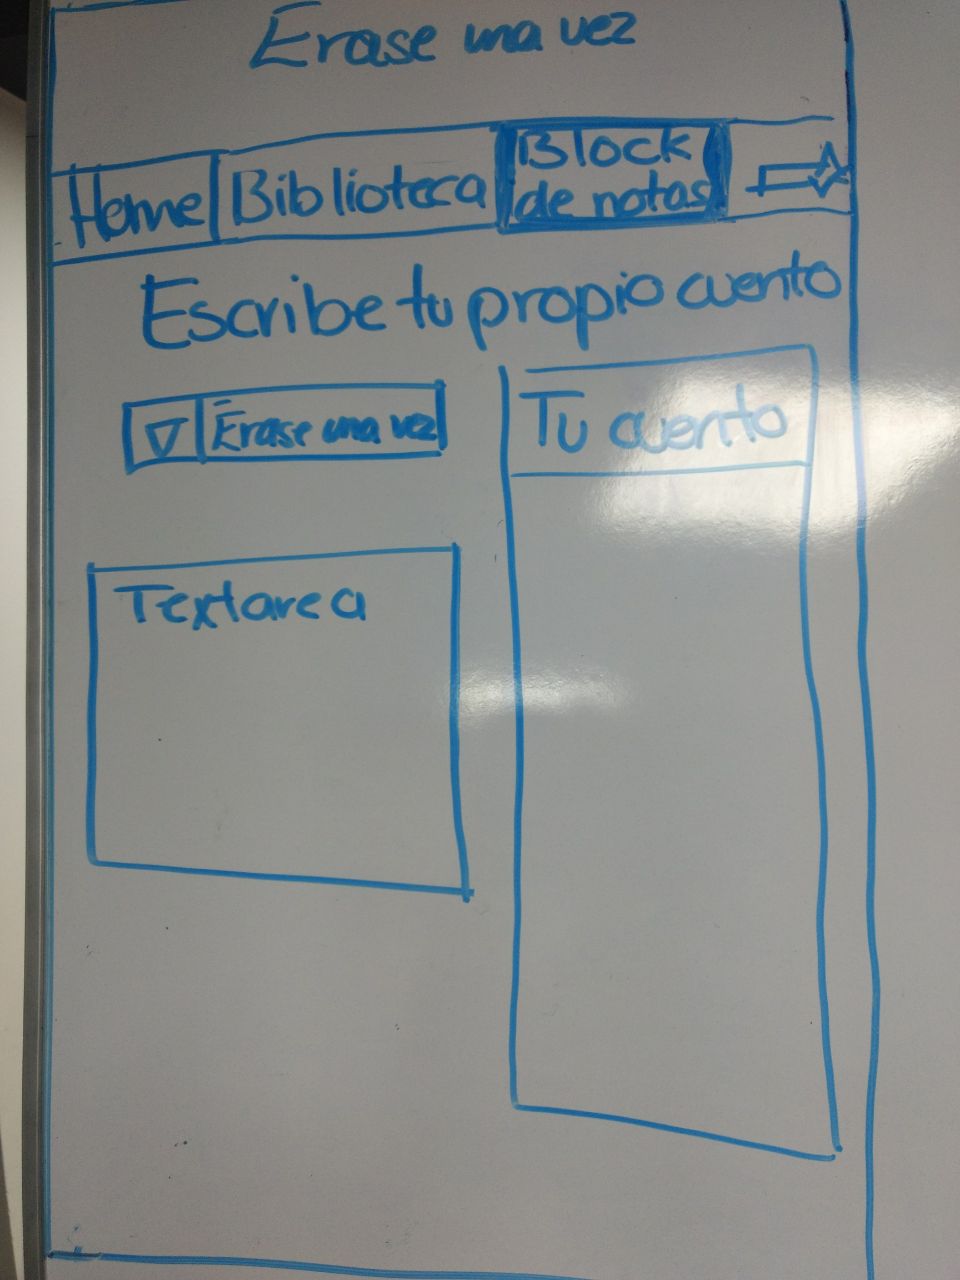 Erase una vez
Home
Biblioteca
Block
de notas
Escribe tu propio cuento
Erase una vez
Tu cuento
Textarea